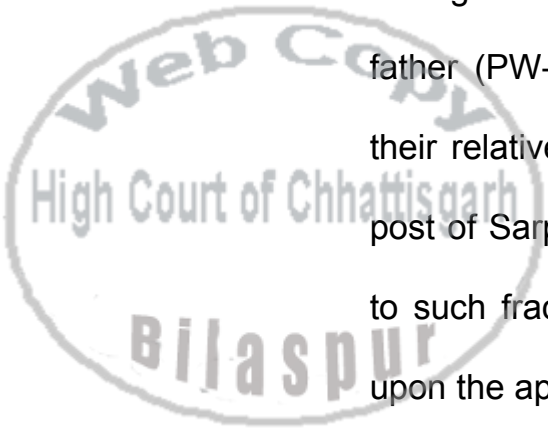 Web Copy
father (PW-
their relative
High Court of Chhattisgarh
post of Sarp
to such frac
Bilaspur
upon the ap